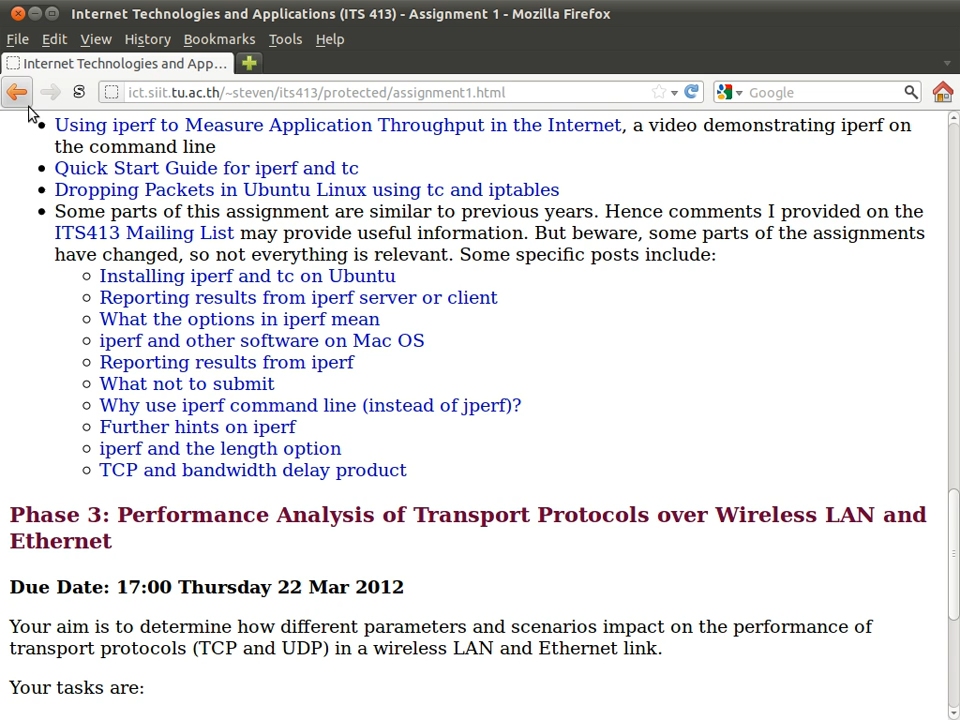 Internet Technologies and Applications (ITS 413) - Assignment 1 - Mozilla Firefox
File Edit View History Bookmarks Tools Help
Internet Technologies and App...
ict.siit.tu.ac.th/~steven/its413/protected/assignment1.html
Google
Using iperf to Measure Application Throughput in the Internet, a video demonstrating iperf on
the command line
Quick Start Guide for iperf and tc
Dropping Packets in Ubuntu Linux using tc and iptables
Some parts of this assignment are similar to previous years. Hence comments I provided on the
ITS413 Mailing List may provide useful information. But beware, some parts of the assignments
have changed, so not everything is relevant. Some specific posts include:
Installing iperf and tc on Ubuntu
Reporting results from iperf server or client
What the options in iperf mean
iperf and other software on Mac OS
Reporting results from iperf
What not to submit
Why use iperf command line (instead of jperf)?
Further hints on iperf
iperf and the length option
TCP and bandwidth delay product
Phase 3: Performance Analysis of Transport Protocols over Wireless LAN and
Ethernet
Due Date: 17:00 Thursday 22 Mar 2012
Your aim is to determine how different parameters and scenarios impact on the performance of
transport protocols (TCP and UDP) in a wireless LAN and Ethernet link.
Your tasks are: